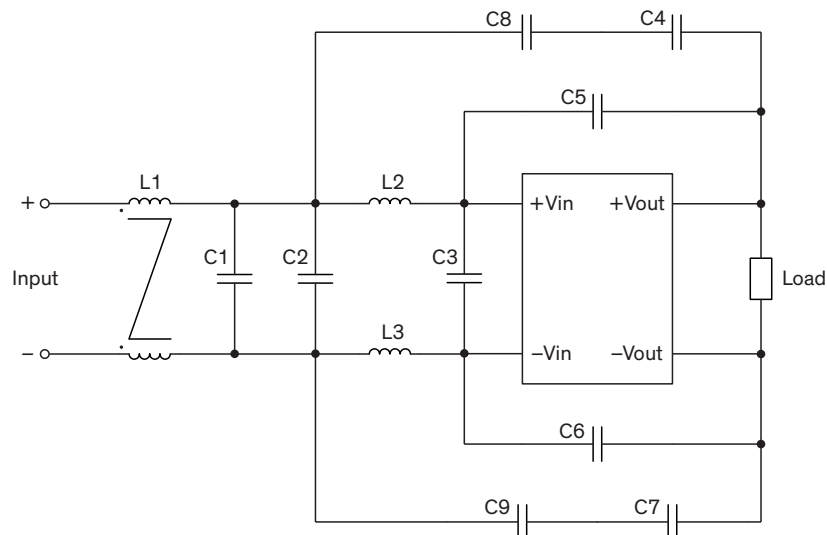 C8
C4
C5
L1
L2
+
+Vin
+Vout
Input
C1
C2
C3
Load
L3
−
−Vin
−Vout
C6
C9
C7